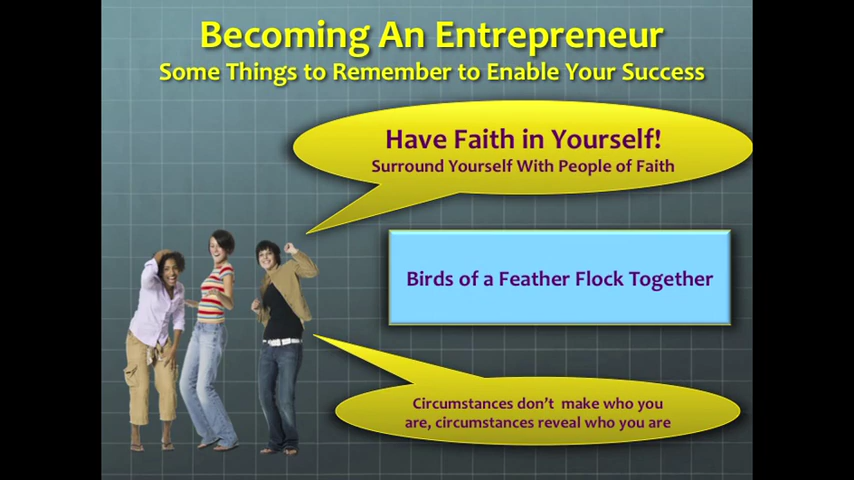 Becoming An Entrepreneur
Some Things to Remember to Enable Your Success
Have Faith in Yourself!
Surround Yourself With People of Faith
Birds of a Feather Flock Together
Circumstances don’t make who you
are, circumstances reveal who you are